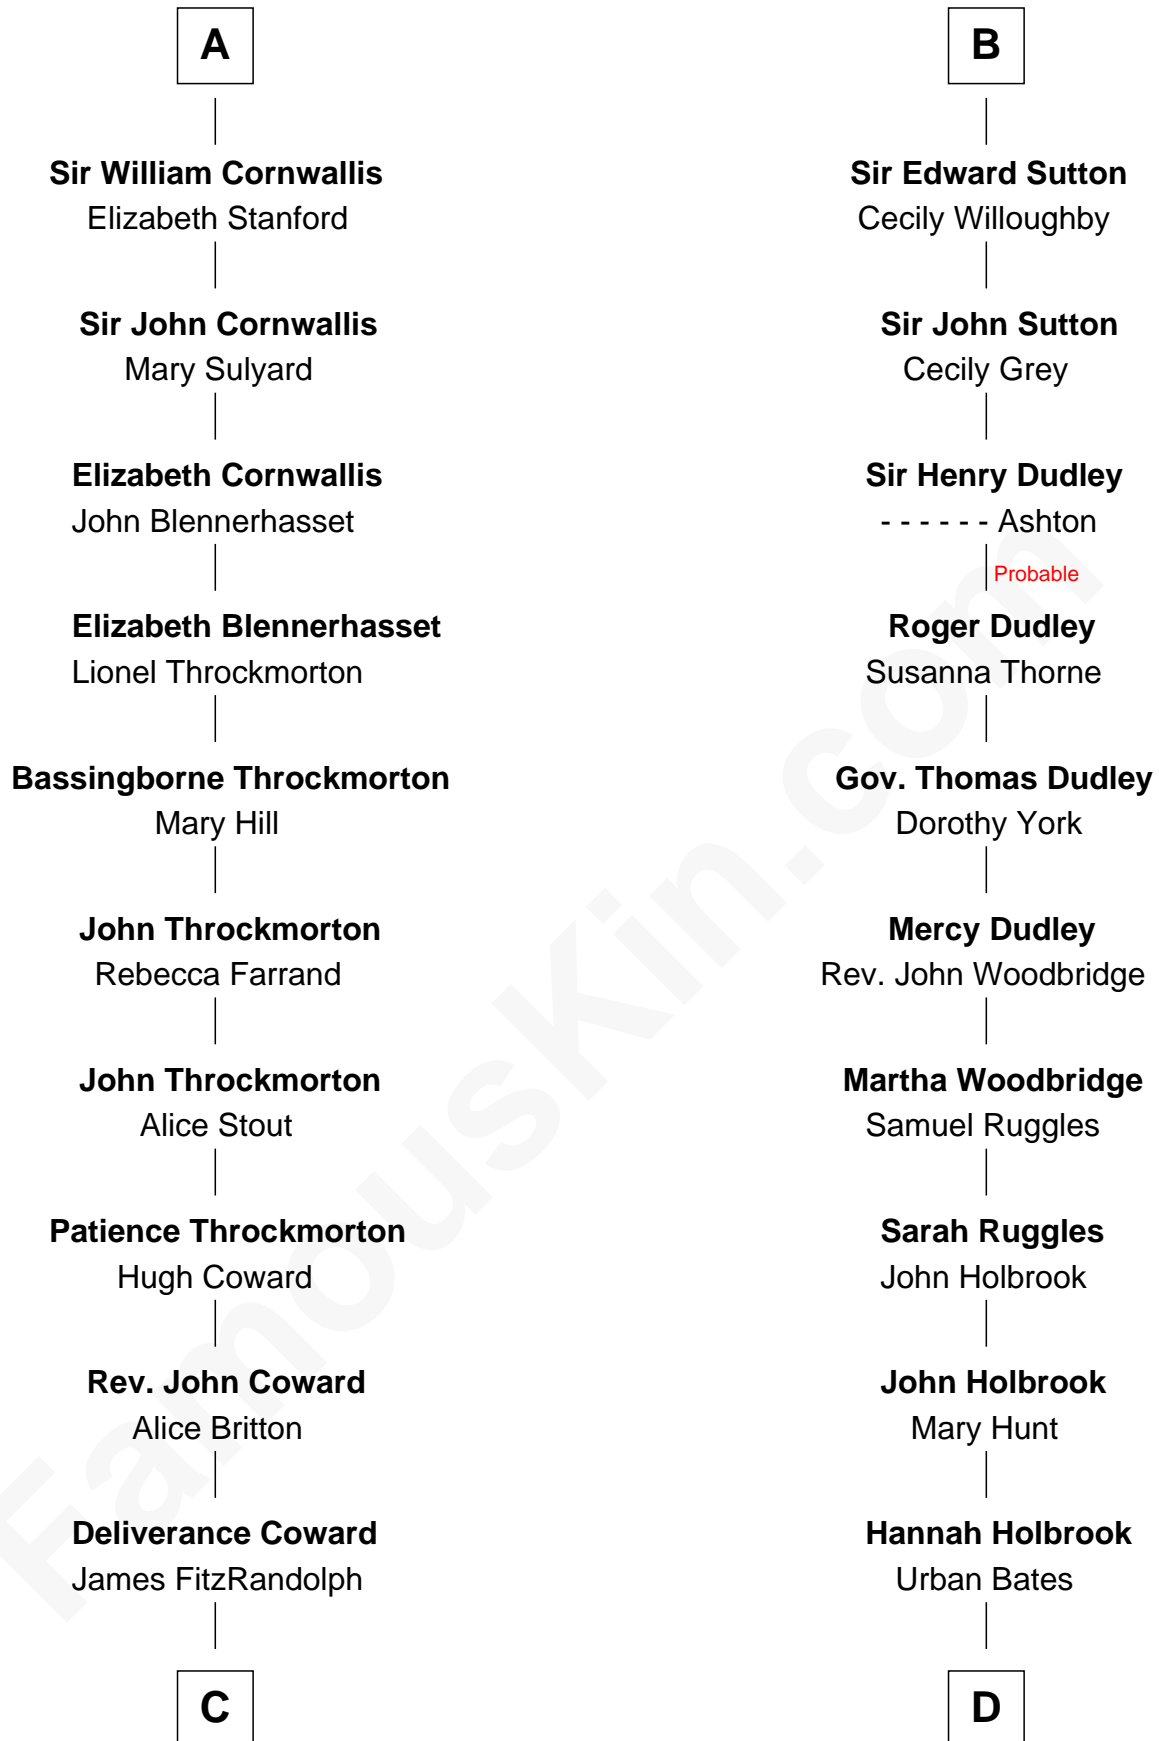 A
Sir William Cornwallis
Elizabeth Stanford
Sir John Cornwallis
Mary Sulyard
Elizabeth Cornwallis
John Blennerhasset
Elizabeth Blennerhasset
Lionel Throckmorton
Bassingborne Throckmorton
Mary Hill
John Throckmorton
Rebecca Farrand
John Throckmorton
Alice Stout
Patience Throckmorton
Hugh Coward
Rev. John Coward
Alice Britton
Deliverance Coward
James FitzRandolph
C
B
Sir Edward Sutton
Cecily Willoughby
Sir John Sutton
Cecily Grey
Sir Henry Dudley
- - - - - - Ashton
Probable
Roger Dudley
Susanna Thorne
Gov. Thomas Dudley
Dorothy York
Mercy Dudley
Rev. John Woodbridge
Martha Woodbridge
Samuel Ruggles
Sarah Ruggles
John Holbrook
John Holbrook
Mary Hunt
Hannah Holbrook
Urban Bates
D
FamousKin.com